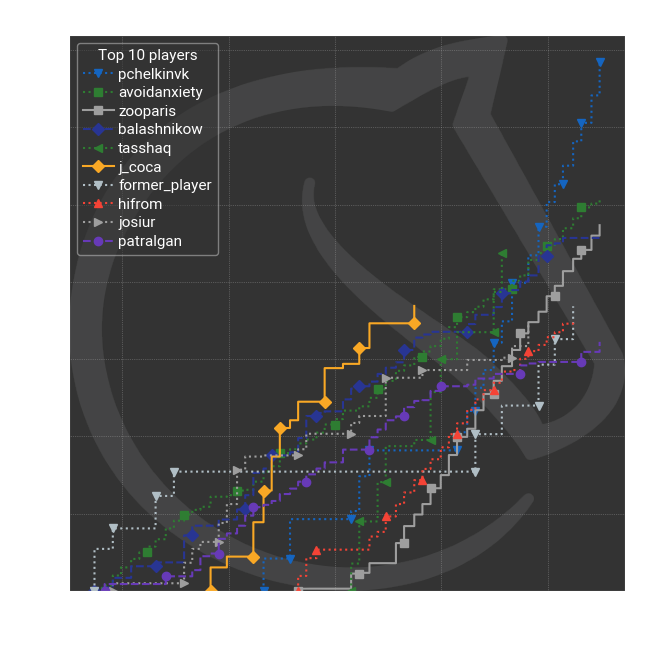 Top 10 players
pchelkinvk
avoidanxiety
zooparis
balashnikow
tasshaq
j_coca
former_player
hifrom
josiur
patralgan